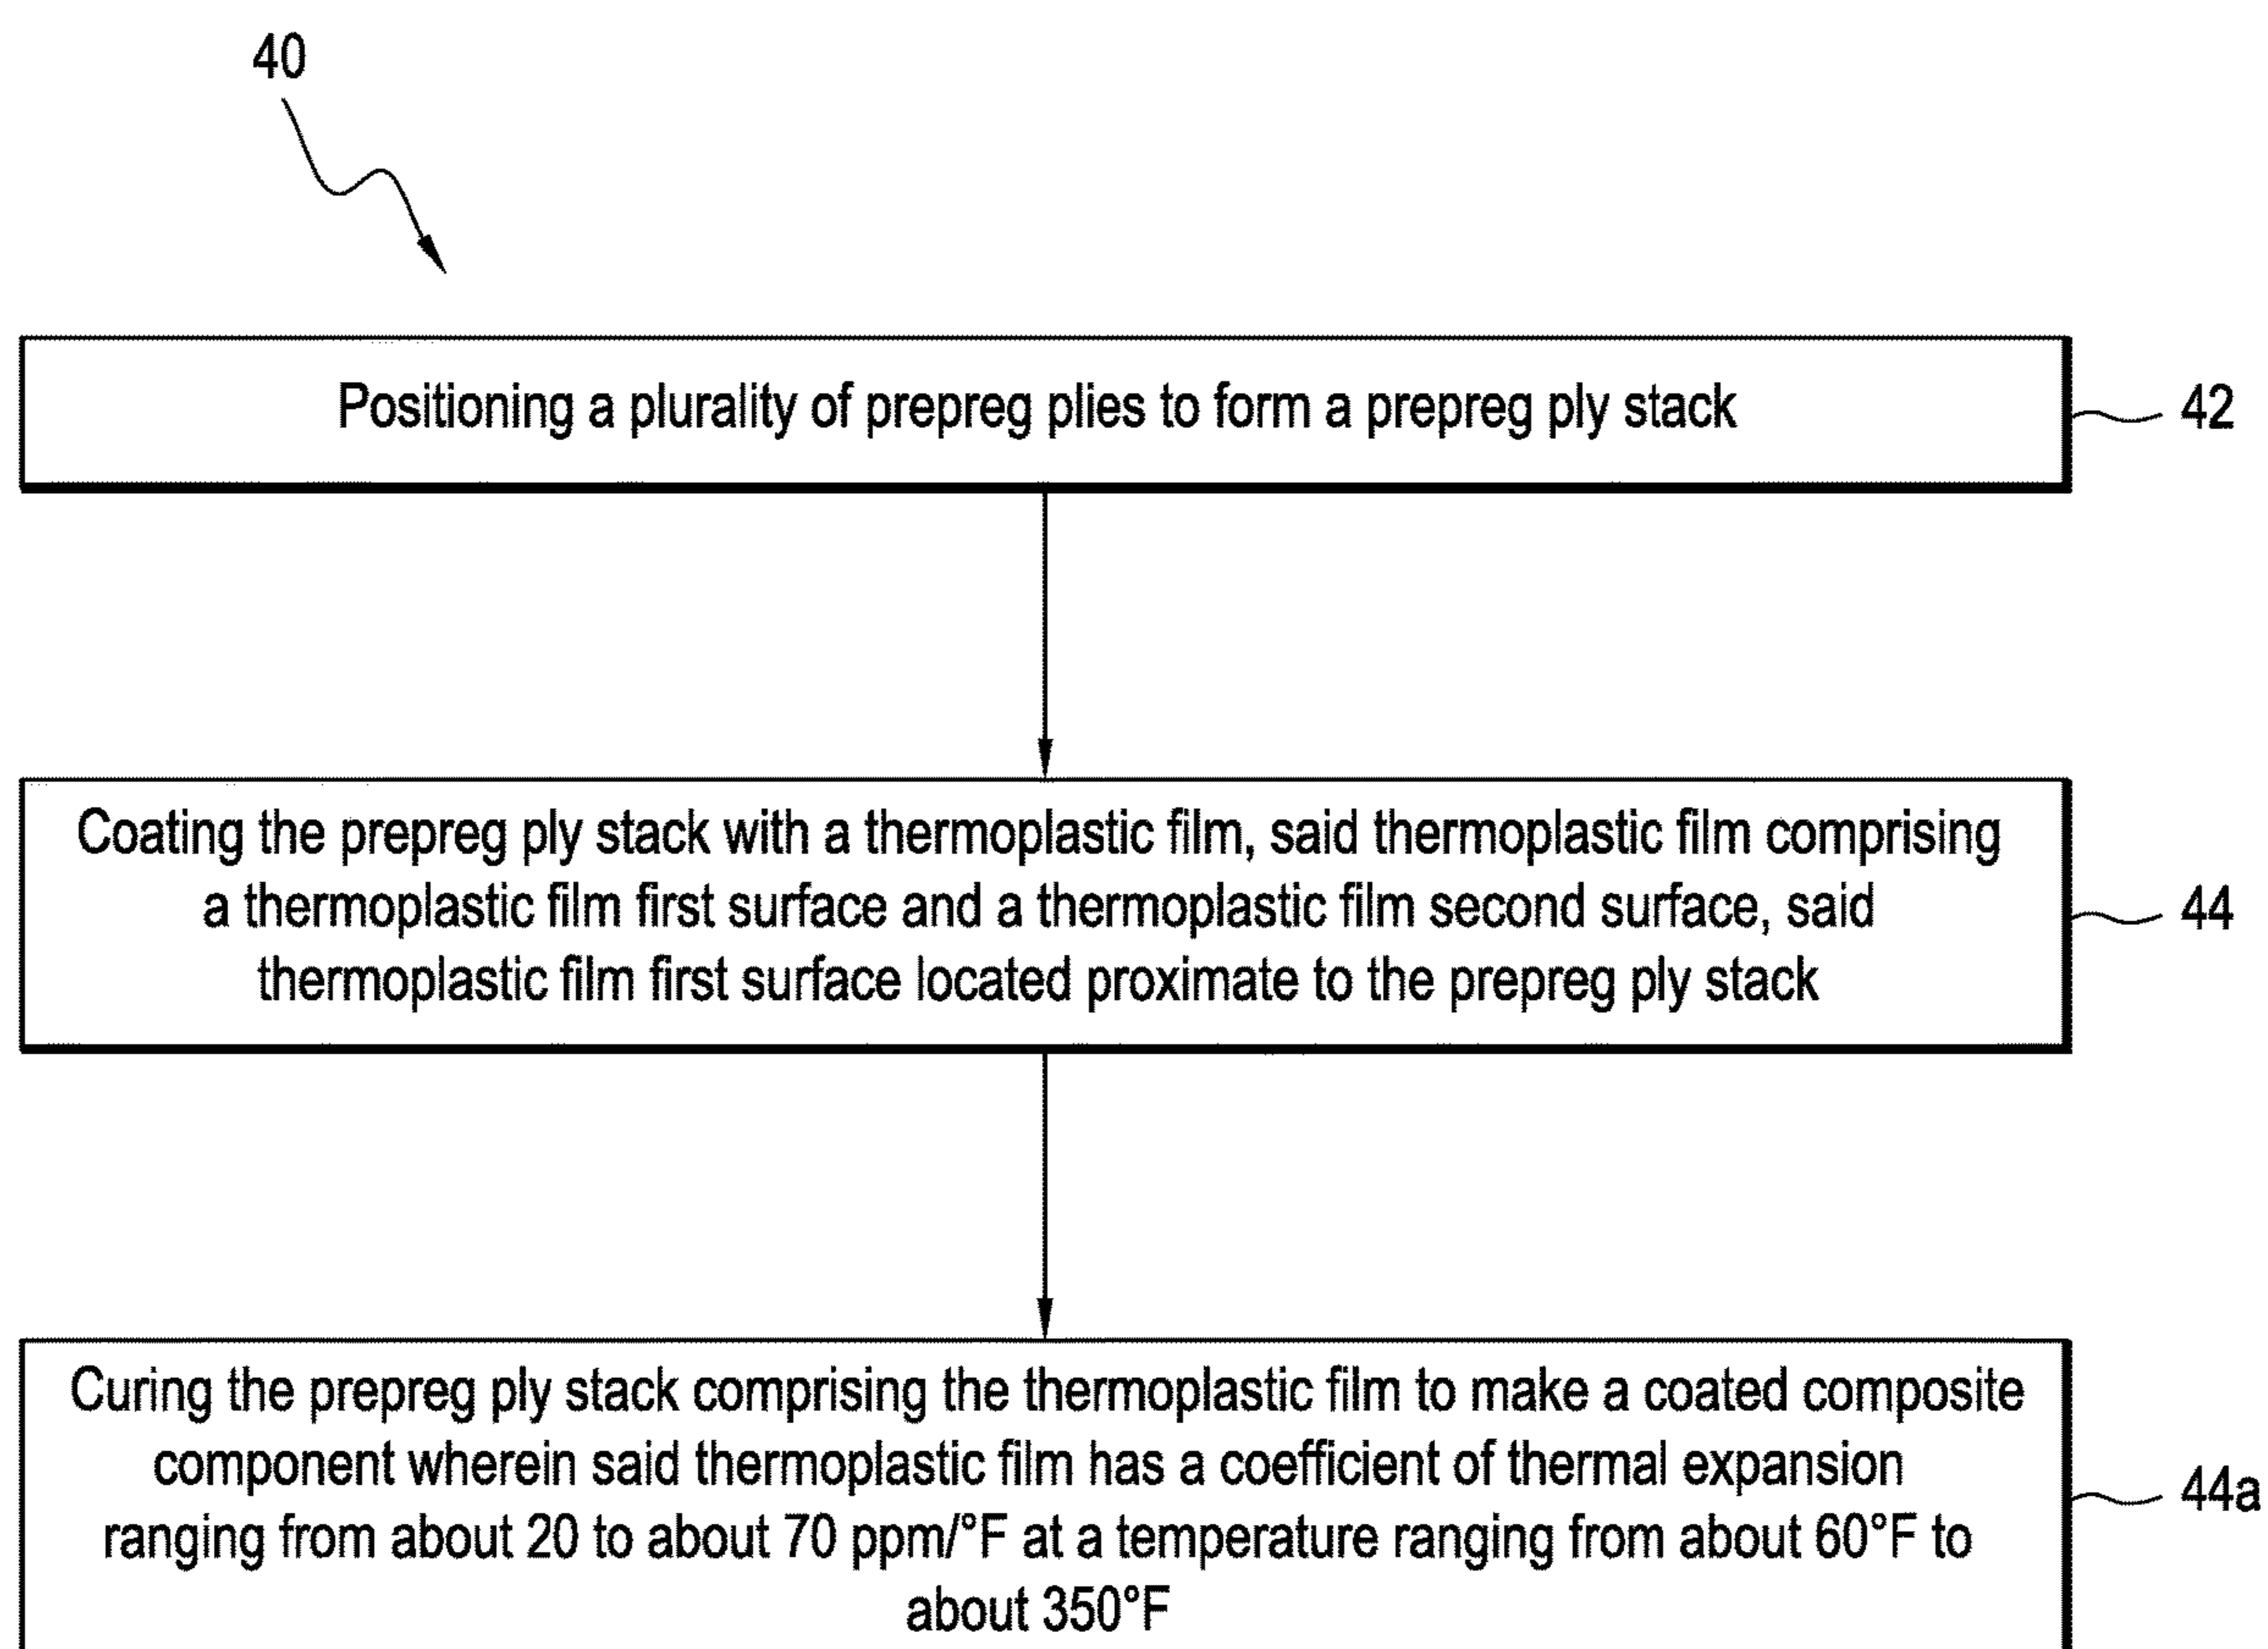 40
Positioning a plurality of prepreg plies to form a prepreg ply stack
42
Coating the prepreg ply stack with a thermoplastic film, said thermoplastic film comprising
a thermoplastic film first surface and a thermoplastic film second surface, said
thermoplastic film first surface located proximate to the prepreg ply stack
44
Curing the prepreg ply stack comprising the thermoplastic film to make a coated composite
component wherein said thermoplastic film has a coefficient of thermal expansion
ranging from about 20 to about 70 ppm/°F at a temperature ranging from about 60°F to
about 350°F
44a